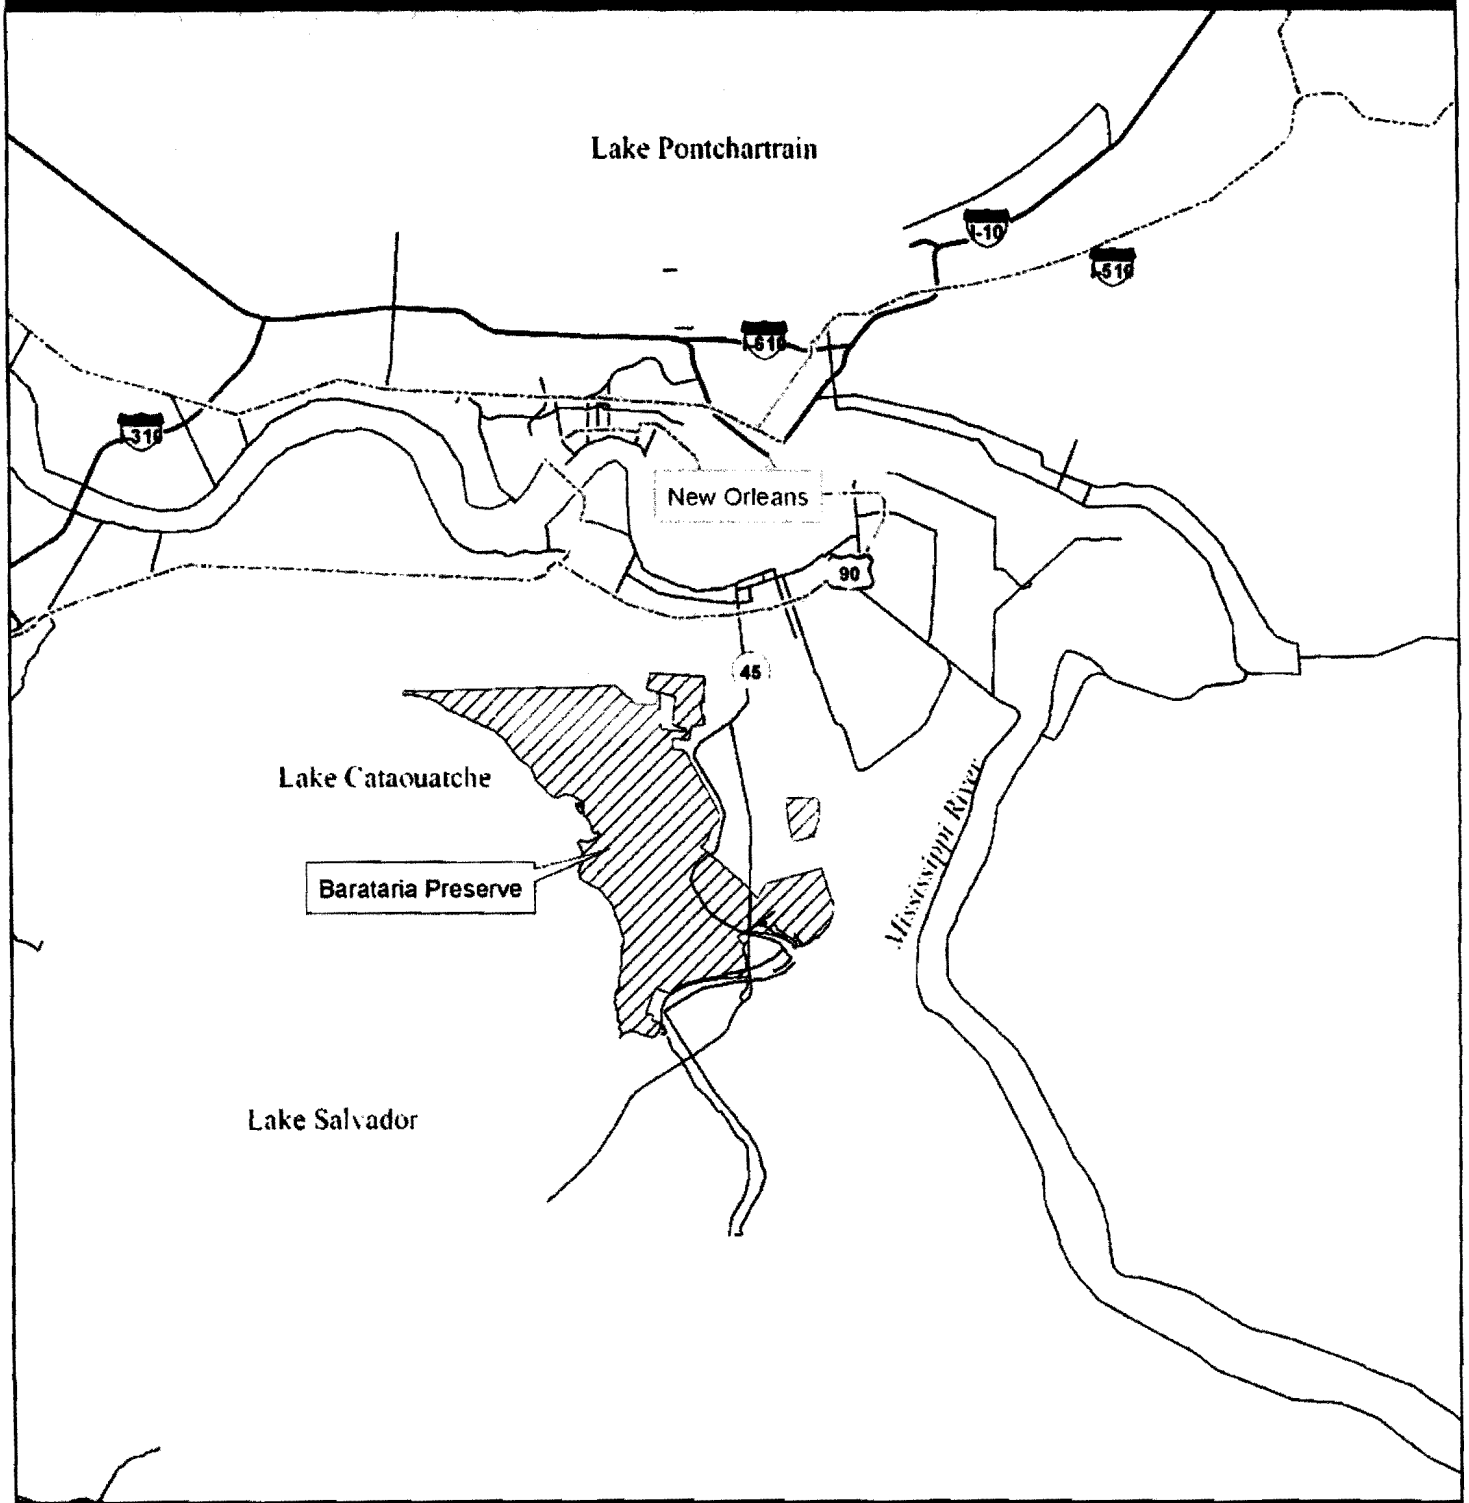 Lake Pontchartrain
I-10
I-510
I-610
I-310
New Orleans
90
45
Lake Cataouatche
Barataria Preserve
Mississippi River
Lake Salvador